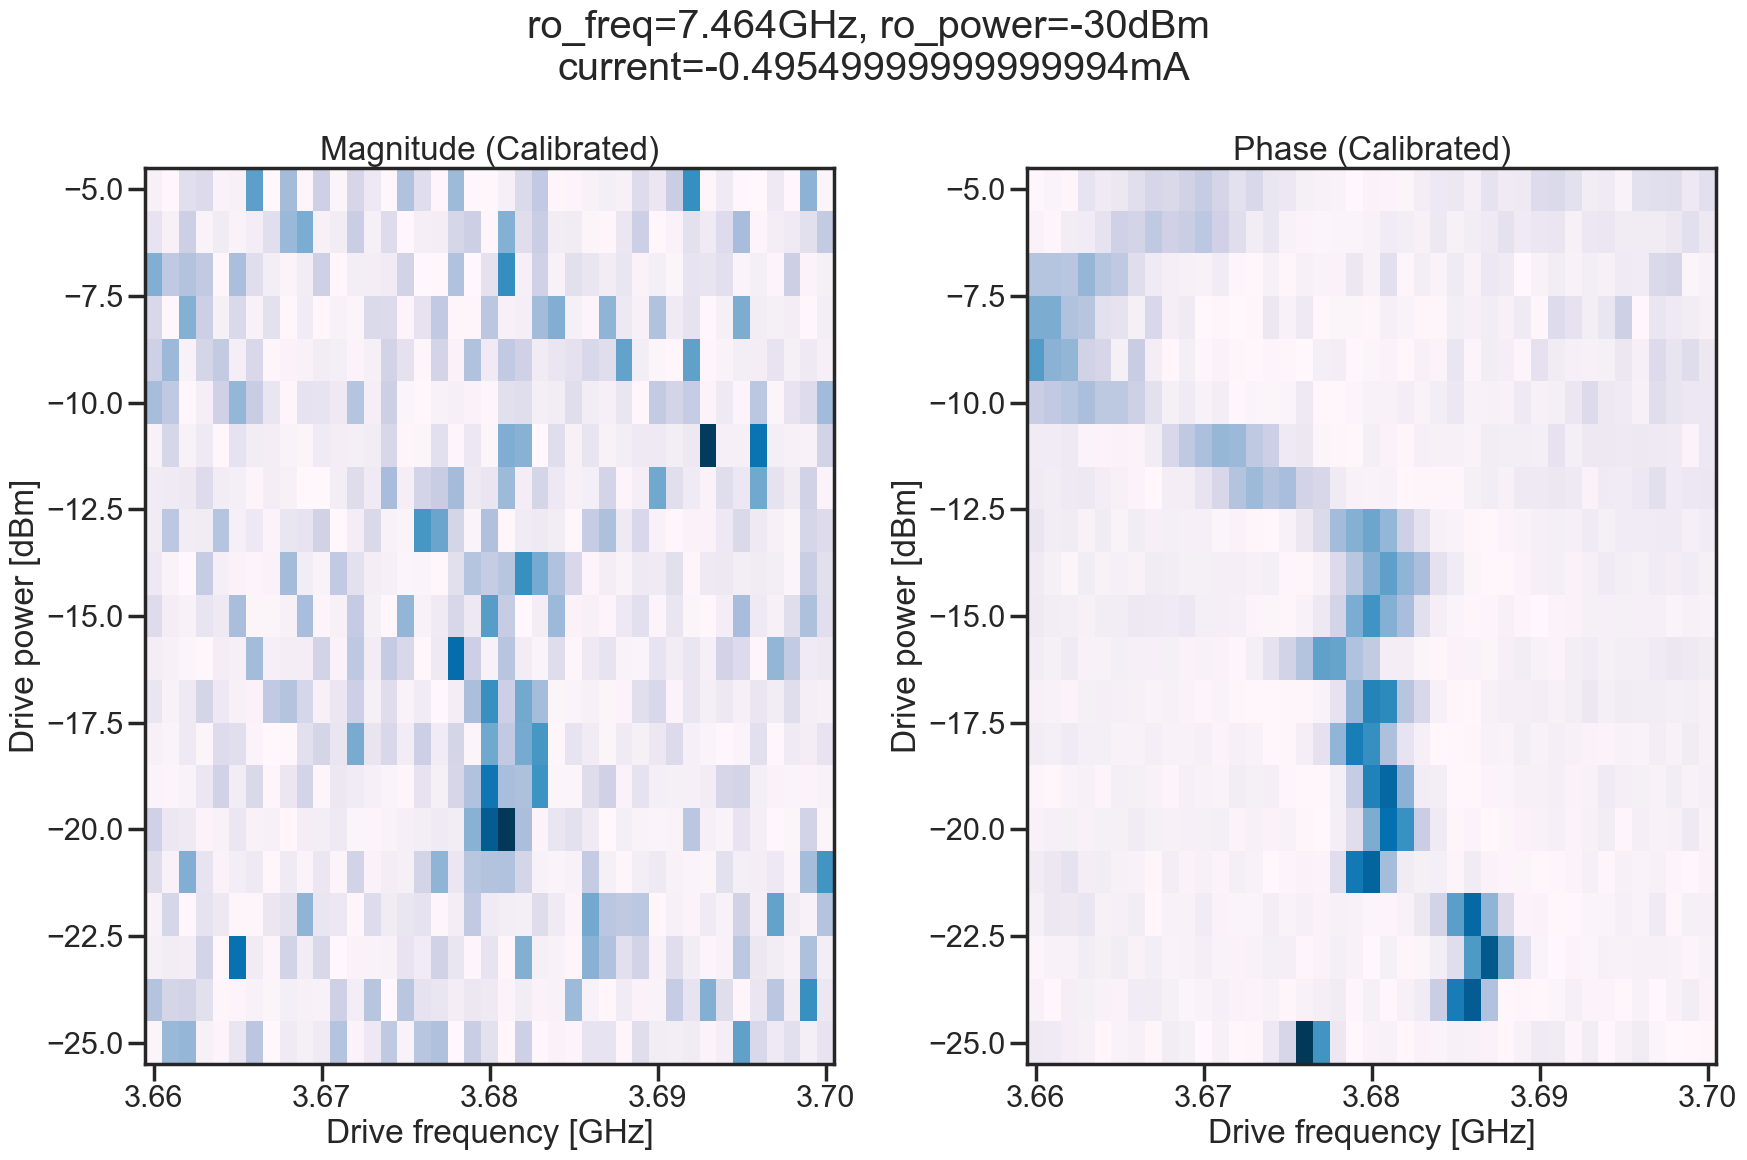 ro_freq=7.464GHz, ro_power=-30dBm
current=-0.49549999999999994mA
Magnitude (Calibrated)
Phase (Calibrated)
Drive power [dBm]
−5.0
−7.5
−10.0
−12.5
−15.0
−17.5
−20.0
−22.5
−25.0
3.66 3.67 3.68 3.69 3.70
Drive frequency [GHz]
Drive power [dBm]
−5.0
−7.5
−10.0
−12.5
−15.0
−17.5
−20.0
−22.5
−25.0
3.66 3.67 3.68 3.69 3.70
Drive frequency [GHz]